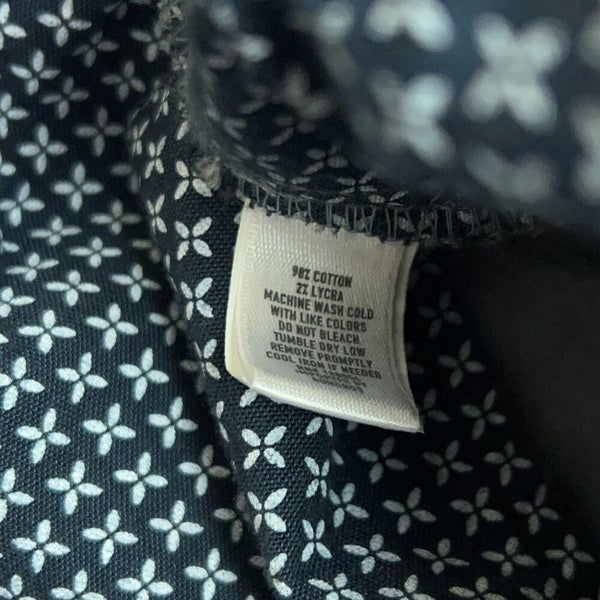 98% COTTON
2% LYCRA
MACHINE WASH COLD
WITH LIKE COLORS
DO NOT BLEACH
TUMBLE DRY LOW
REMOVE PROMPTLY
COOL IRON IF NEEDED